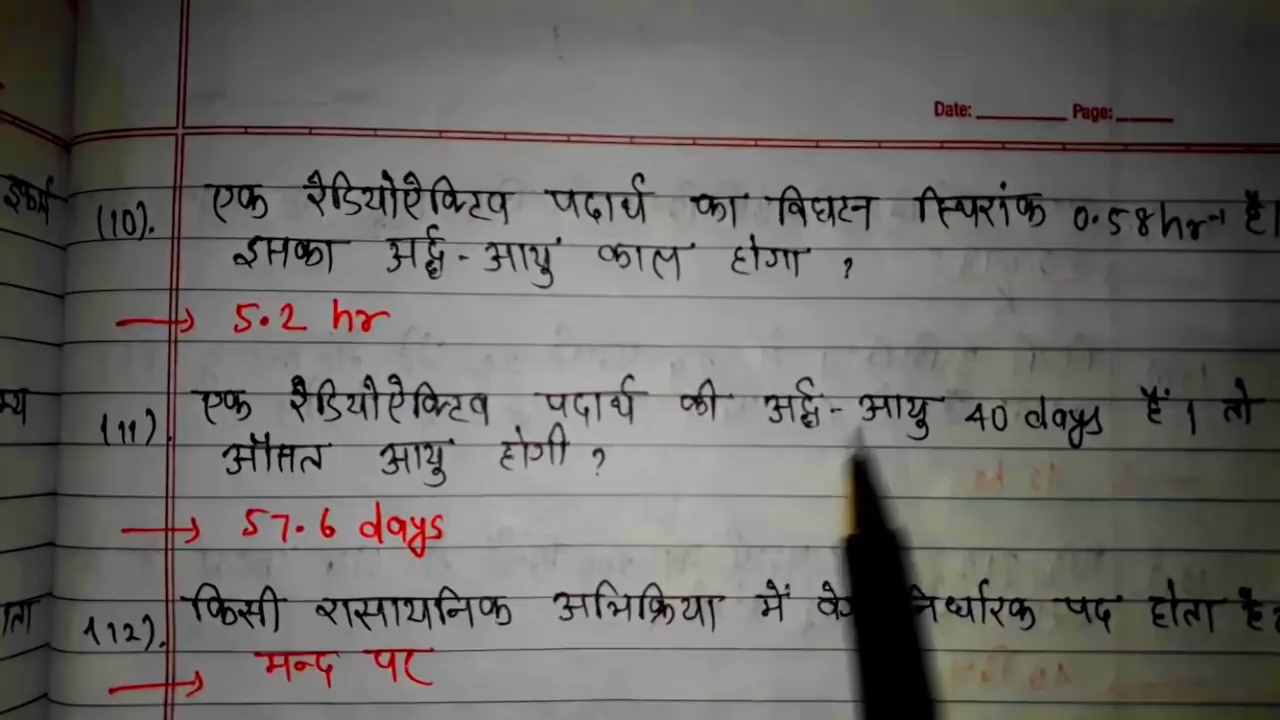 Date: Page:
(10). एक रेडियोऐक्टिव पदार्थ का विघटन स्थिरांक 0.58 hr⁻¹ है।
इसका अर्द्ध-आयु काल होगा ?
→ 5.2 hr
(11). एक रेडियोऐक्टिव पदार्थ की अर्द्ध-आयु 40 days हैं। तो
औसत आयु होगी ?
→ 57.6 days
(12). किसी रासायनिक अभिक्रिया में निर्धारक पद होता है
→ मन्द पर